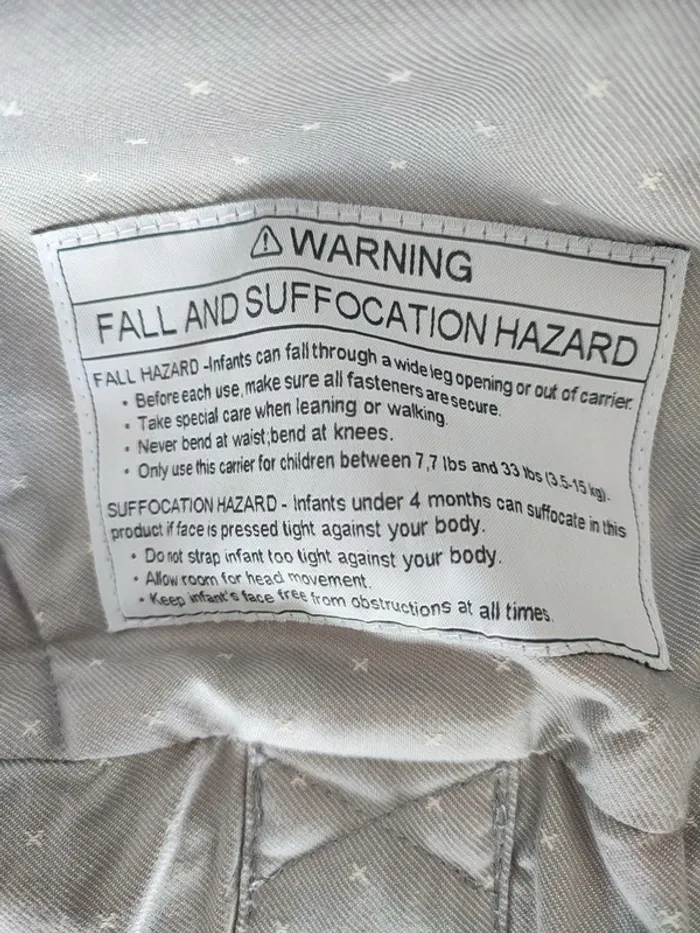 ⚠ WARNING
FALL AND SUFFOCATION HAZARD
FALL HAZARD -Infants can fall through a wide leg opening or out of carrier.
• Before each use, make sure all fasteners are secure.
• Take special care when leaning or walking.
• Never bend at waist;bend at knees.
• Only use this carrier for children between 7,7 lbs and 33 lbs (3.5-15 kg).
SUFFOCATION HAZARD - Infants under 4 months can suffocate in this
product if face is pressed tight against your body.
• Do not strap infant too tight against your body.
• Allow room for head movement.
• Keep infant's face free from obstructions at all times.